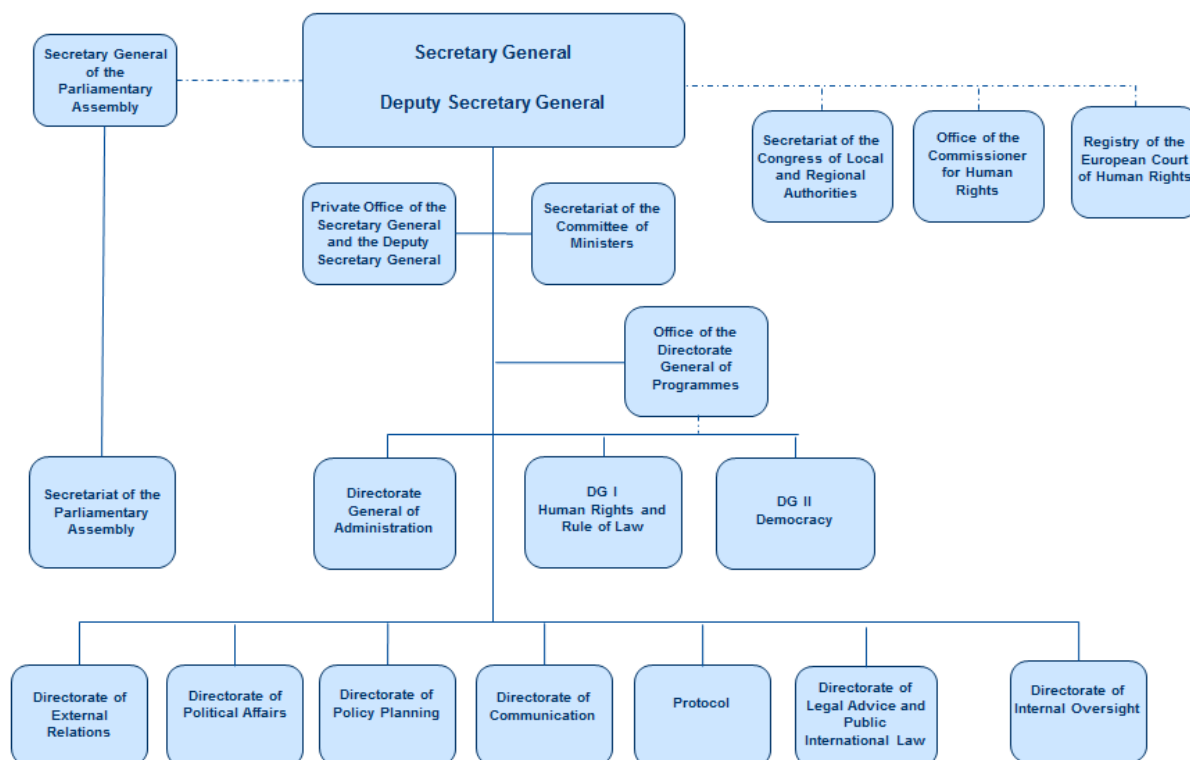 Secretary General
Deputy Secretary General
Secretary General
of the
Parliamentary
Assembly
Secretariat of the
Congress of Local
and Regional
Authorities
Office of the
Commissioner
for Human
Rights
Registry of the
European Court
of Human Rights
Private Office of the
Secretary General
and the Deputy
Secretary General
Secretariat of the
Committee of
Ministers
Office of the
Directorate
General of
Programmes
Secretariat of the
Parliamentary
Assembly
Directorate
General of
Administration
DG I
Human Rights and
Rule of Law
DG II
Democracy
Directorate of
External
Relations
Directorate of
Political Affairs
Directorate of
Policy Planning
Directorate of
Communication
Protocol
Directorate of
Legal Advice and
Public
International Law
Directorate of
Internal Oversight